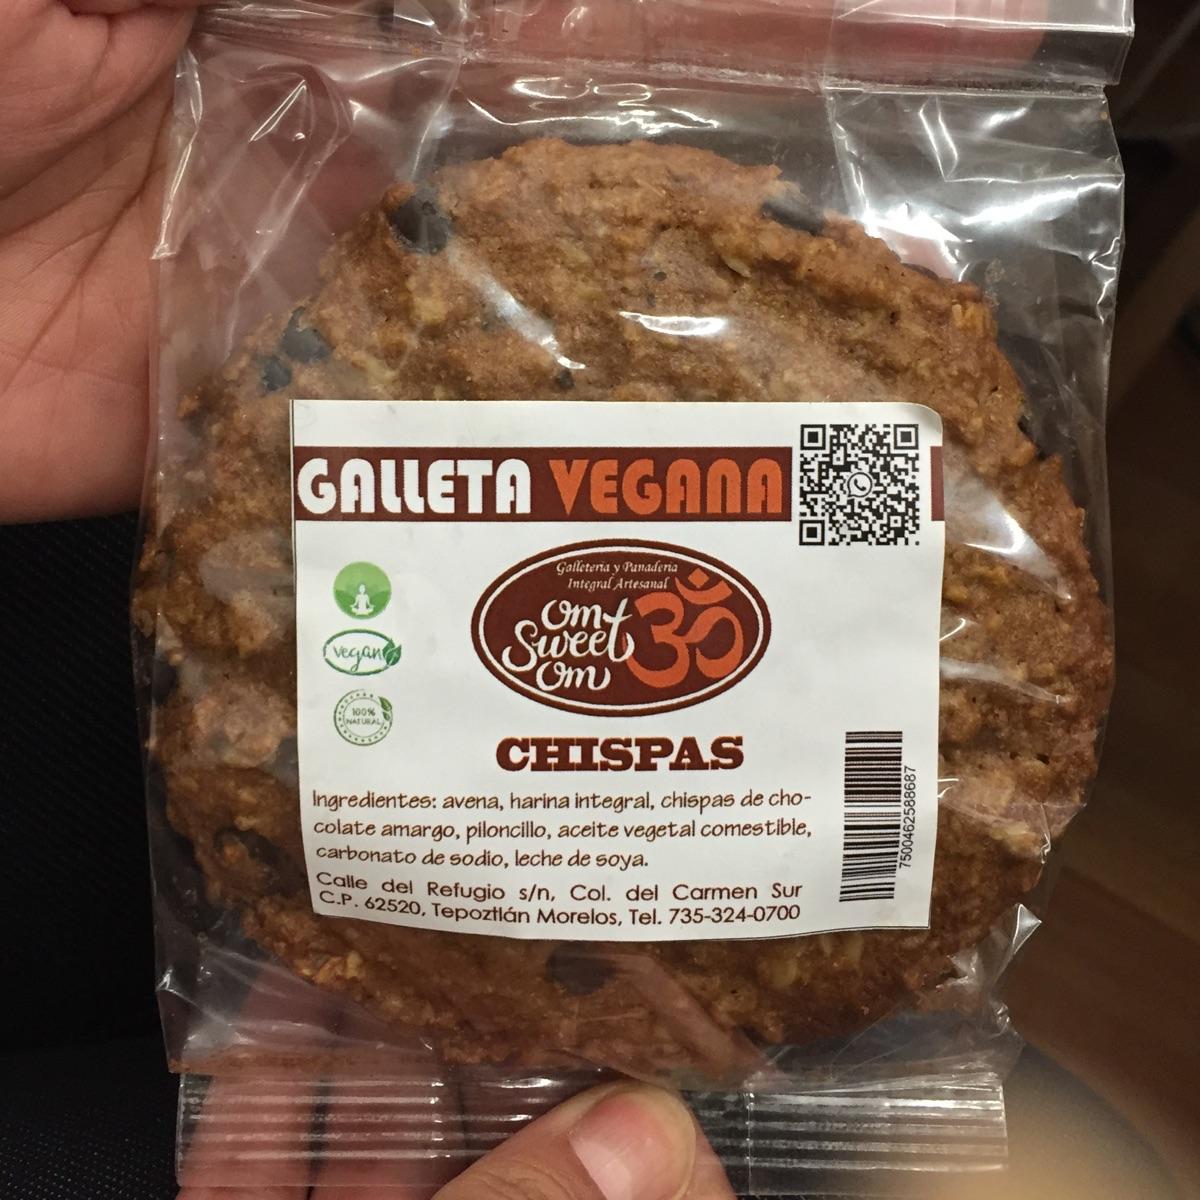 GALLETA VEGANA
Galletería y Panadería
Integral Artesanal
om
Sweet
om
ॐ
vegan
100%
NATURAL
CHISPAS
Ingredientes: avena, harina integral, chispas de cho-
colate amargo, piloncillo, aceite vegetal comestible,
carbonato de sodio, leche de soya.
Calle del Refugio s/n, Col. del Carmen Sur
C.P. 62520, Tepoztlán Morelos, Tel. 735-324-0700
7500462588687